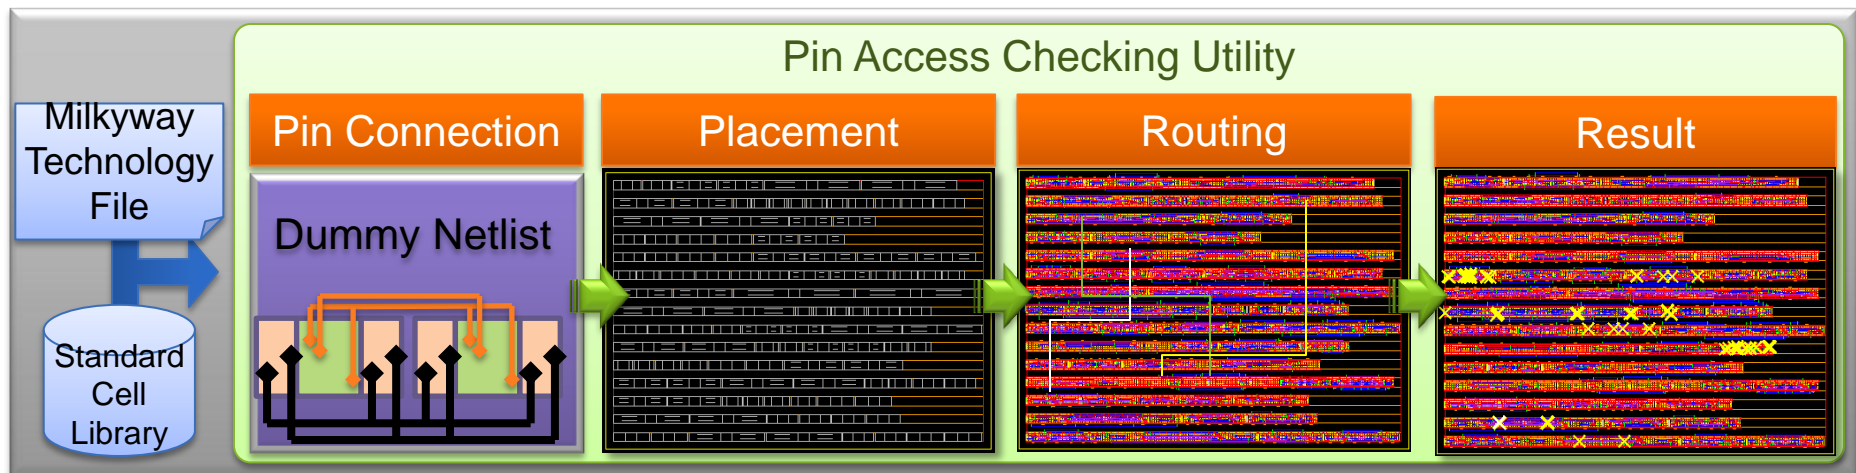 Pin Access Checking Utility
Milkyway
Technology
File
Standard
Cell
Library
Pin Connection
Dummy Netlist
Placement
Routing
Result